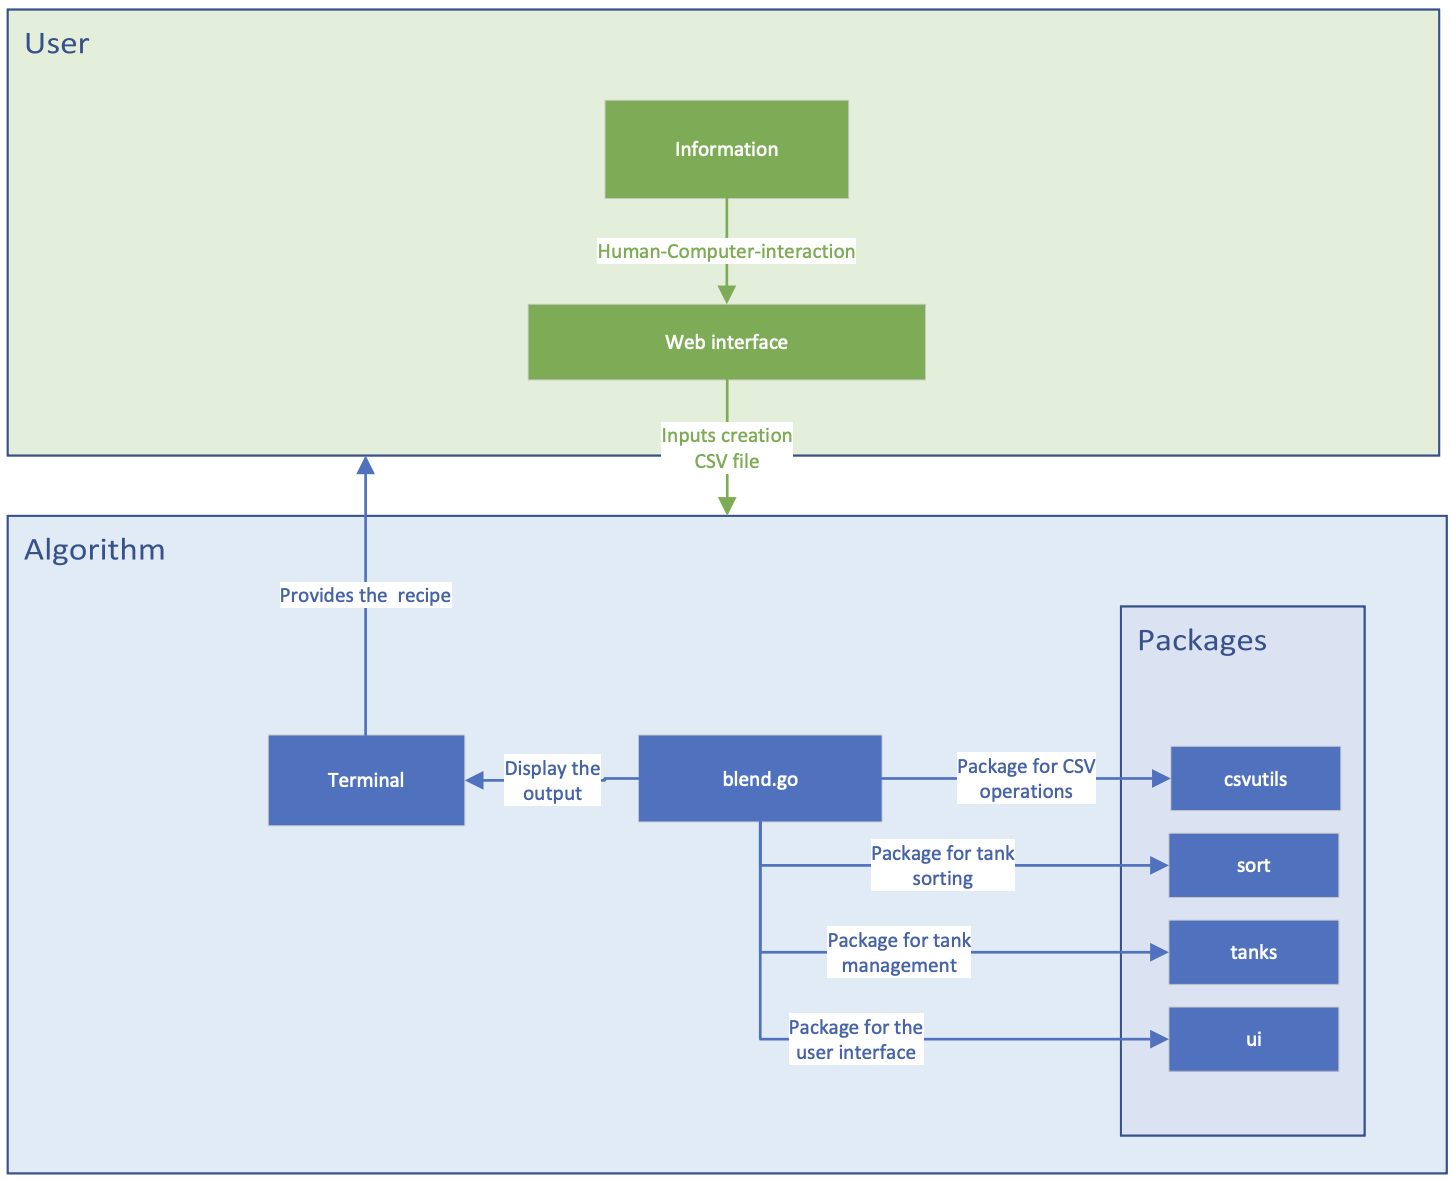 User
Information
Human-Computer-interaction
Web interface
Inputs creation
CSV file
Algorithm
Provides the  recipe
Packages
Terminal
Display the
output
blend.go
Package for CSV
operations
csvutils
Package for tank
sorting
sort
Package for tank
management
tanks
Package for the
user interface
ui